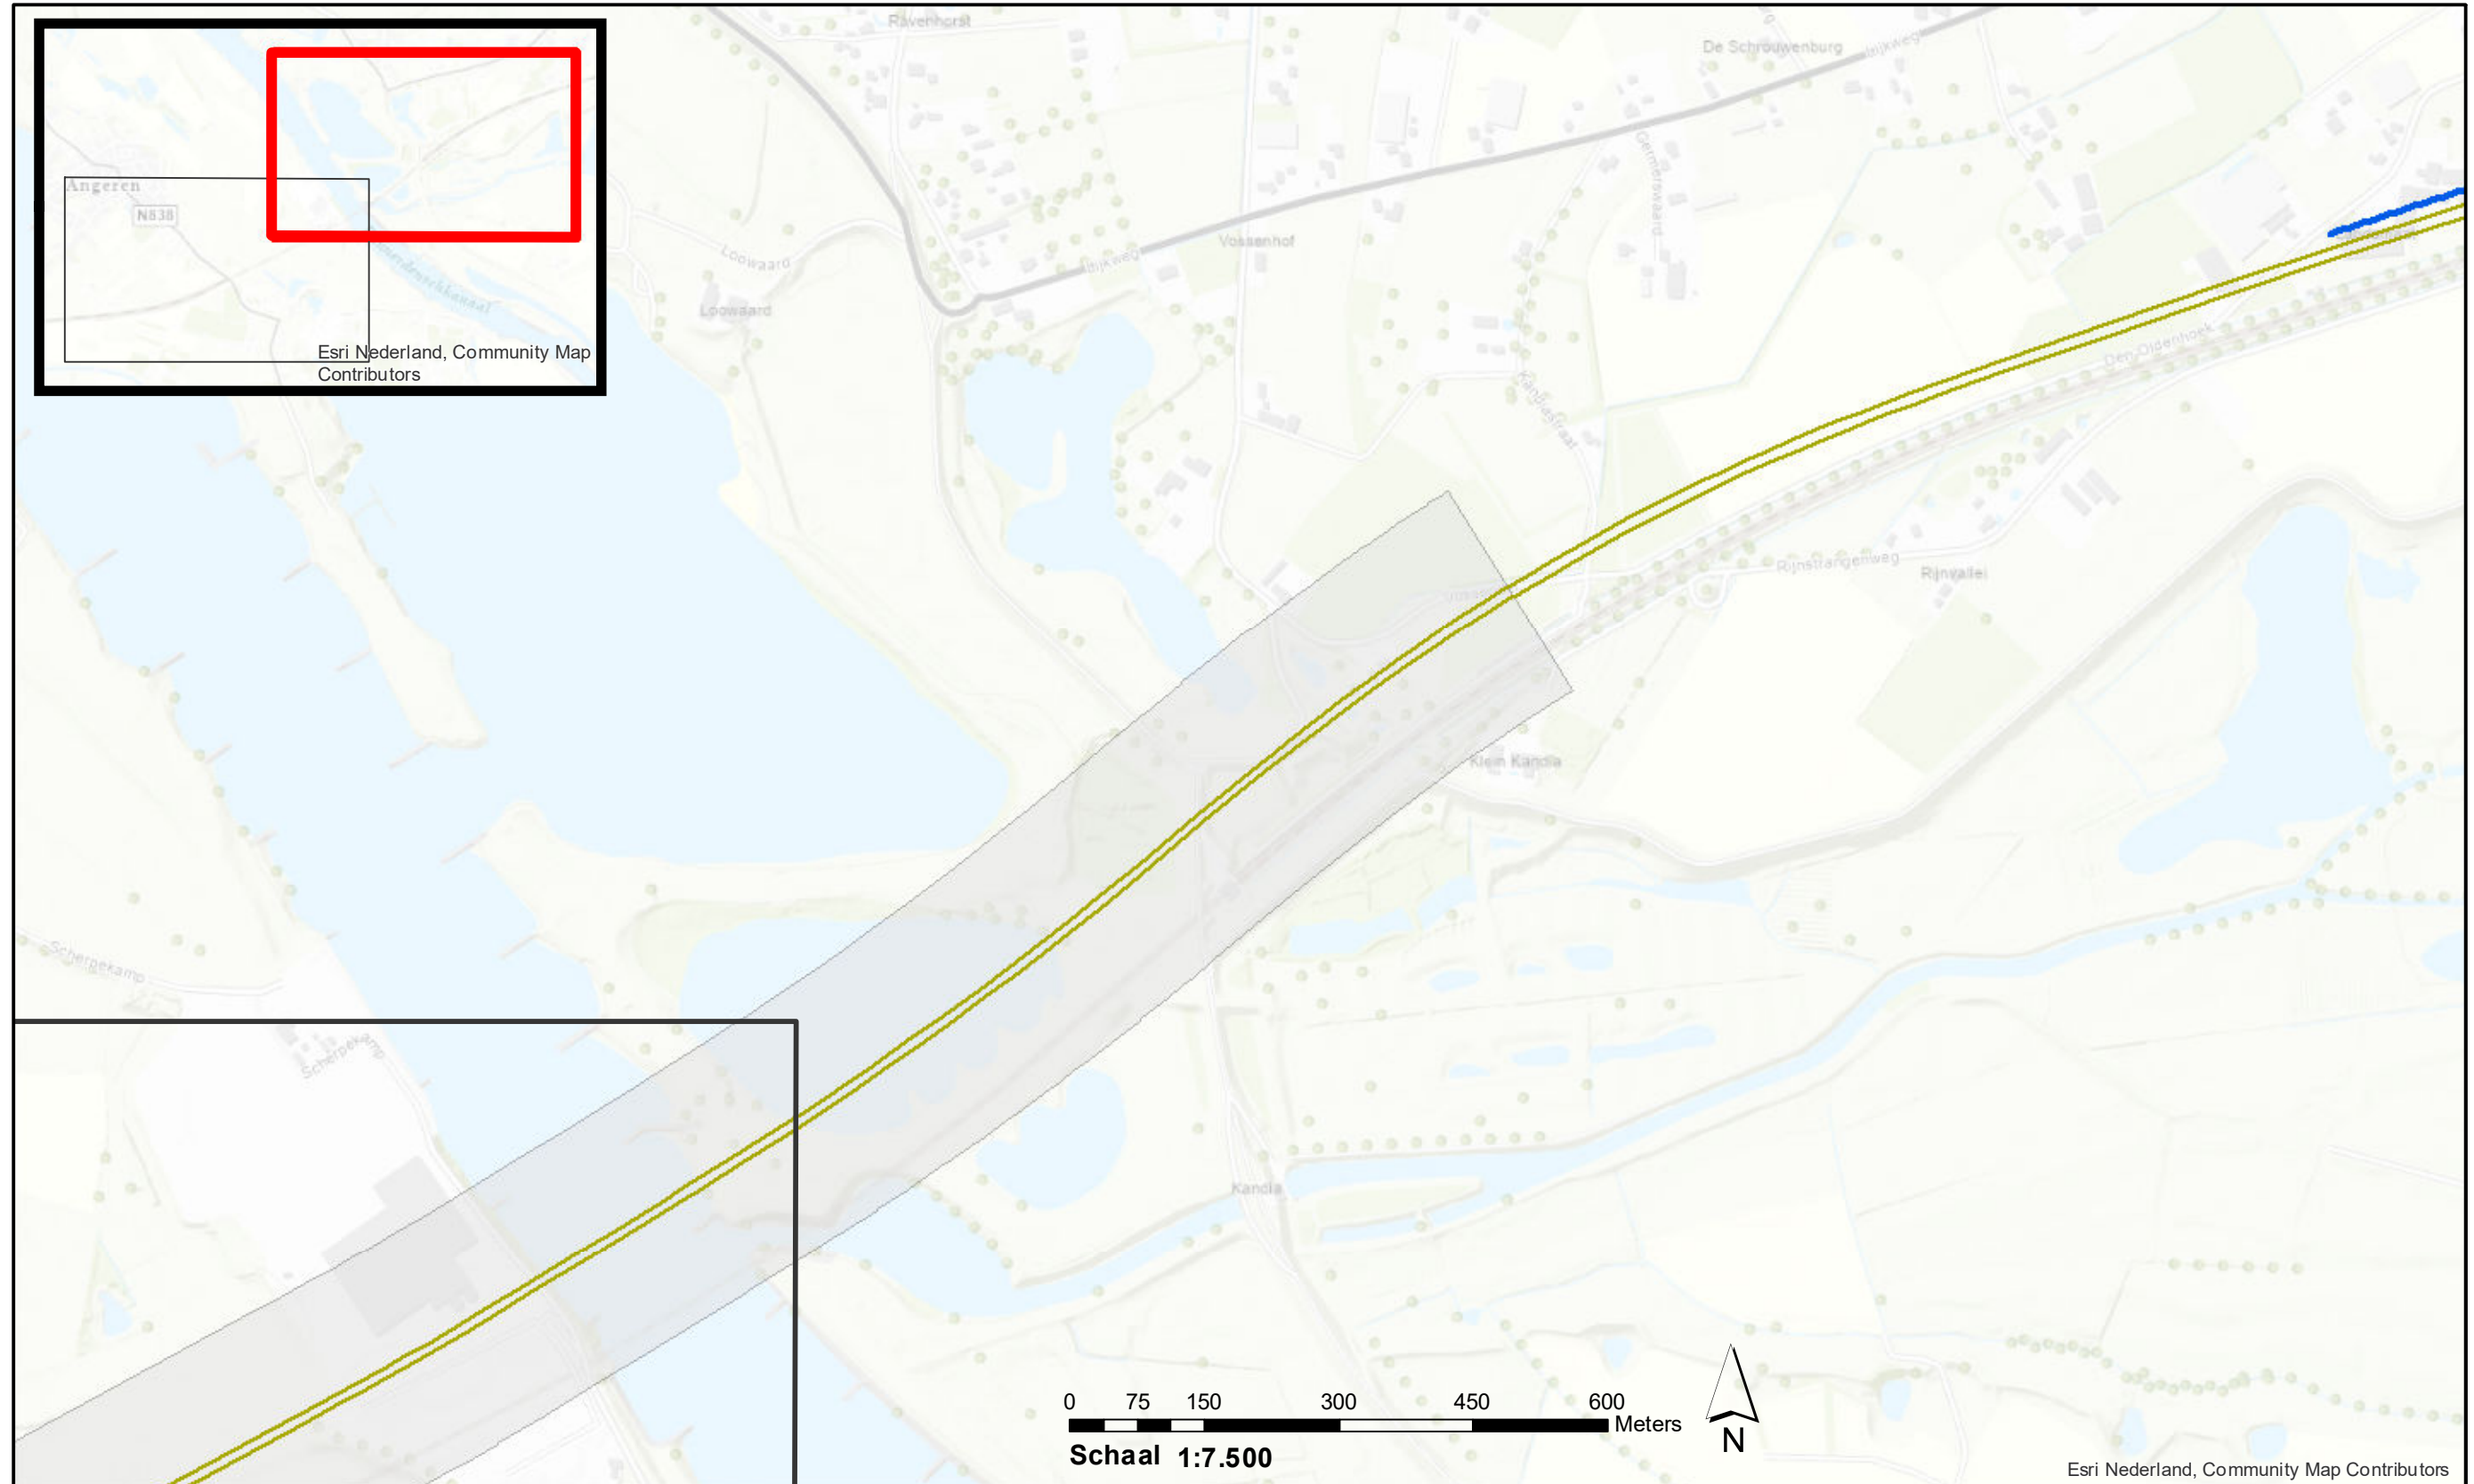 Ravenhorst
De Schrouwenburg
Dijkweg
Angeren
N838
Germerswaard
Loowaard
Vossenhof
Dijkweg
Loowaard
Esri Nederland, Community Map
Contributors
Den Oldenhoek
Kandiastraat
Rijnstrangenweg
Rijnvallei
Klein Kandia
Scherpekamp
Scherpekamp
Kandia
0 75 150 300 450 600
Meters
Schaal 1:7.500
N
Esri Nederland, Community Map Contributors